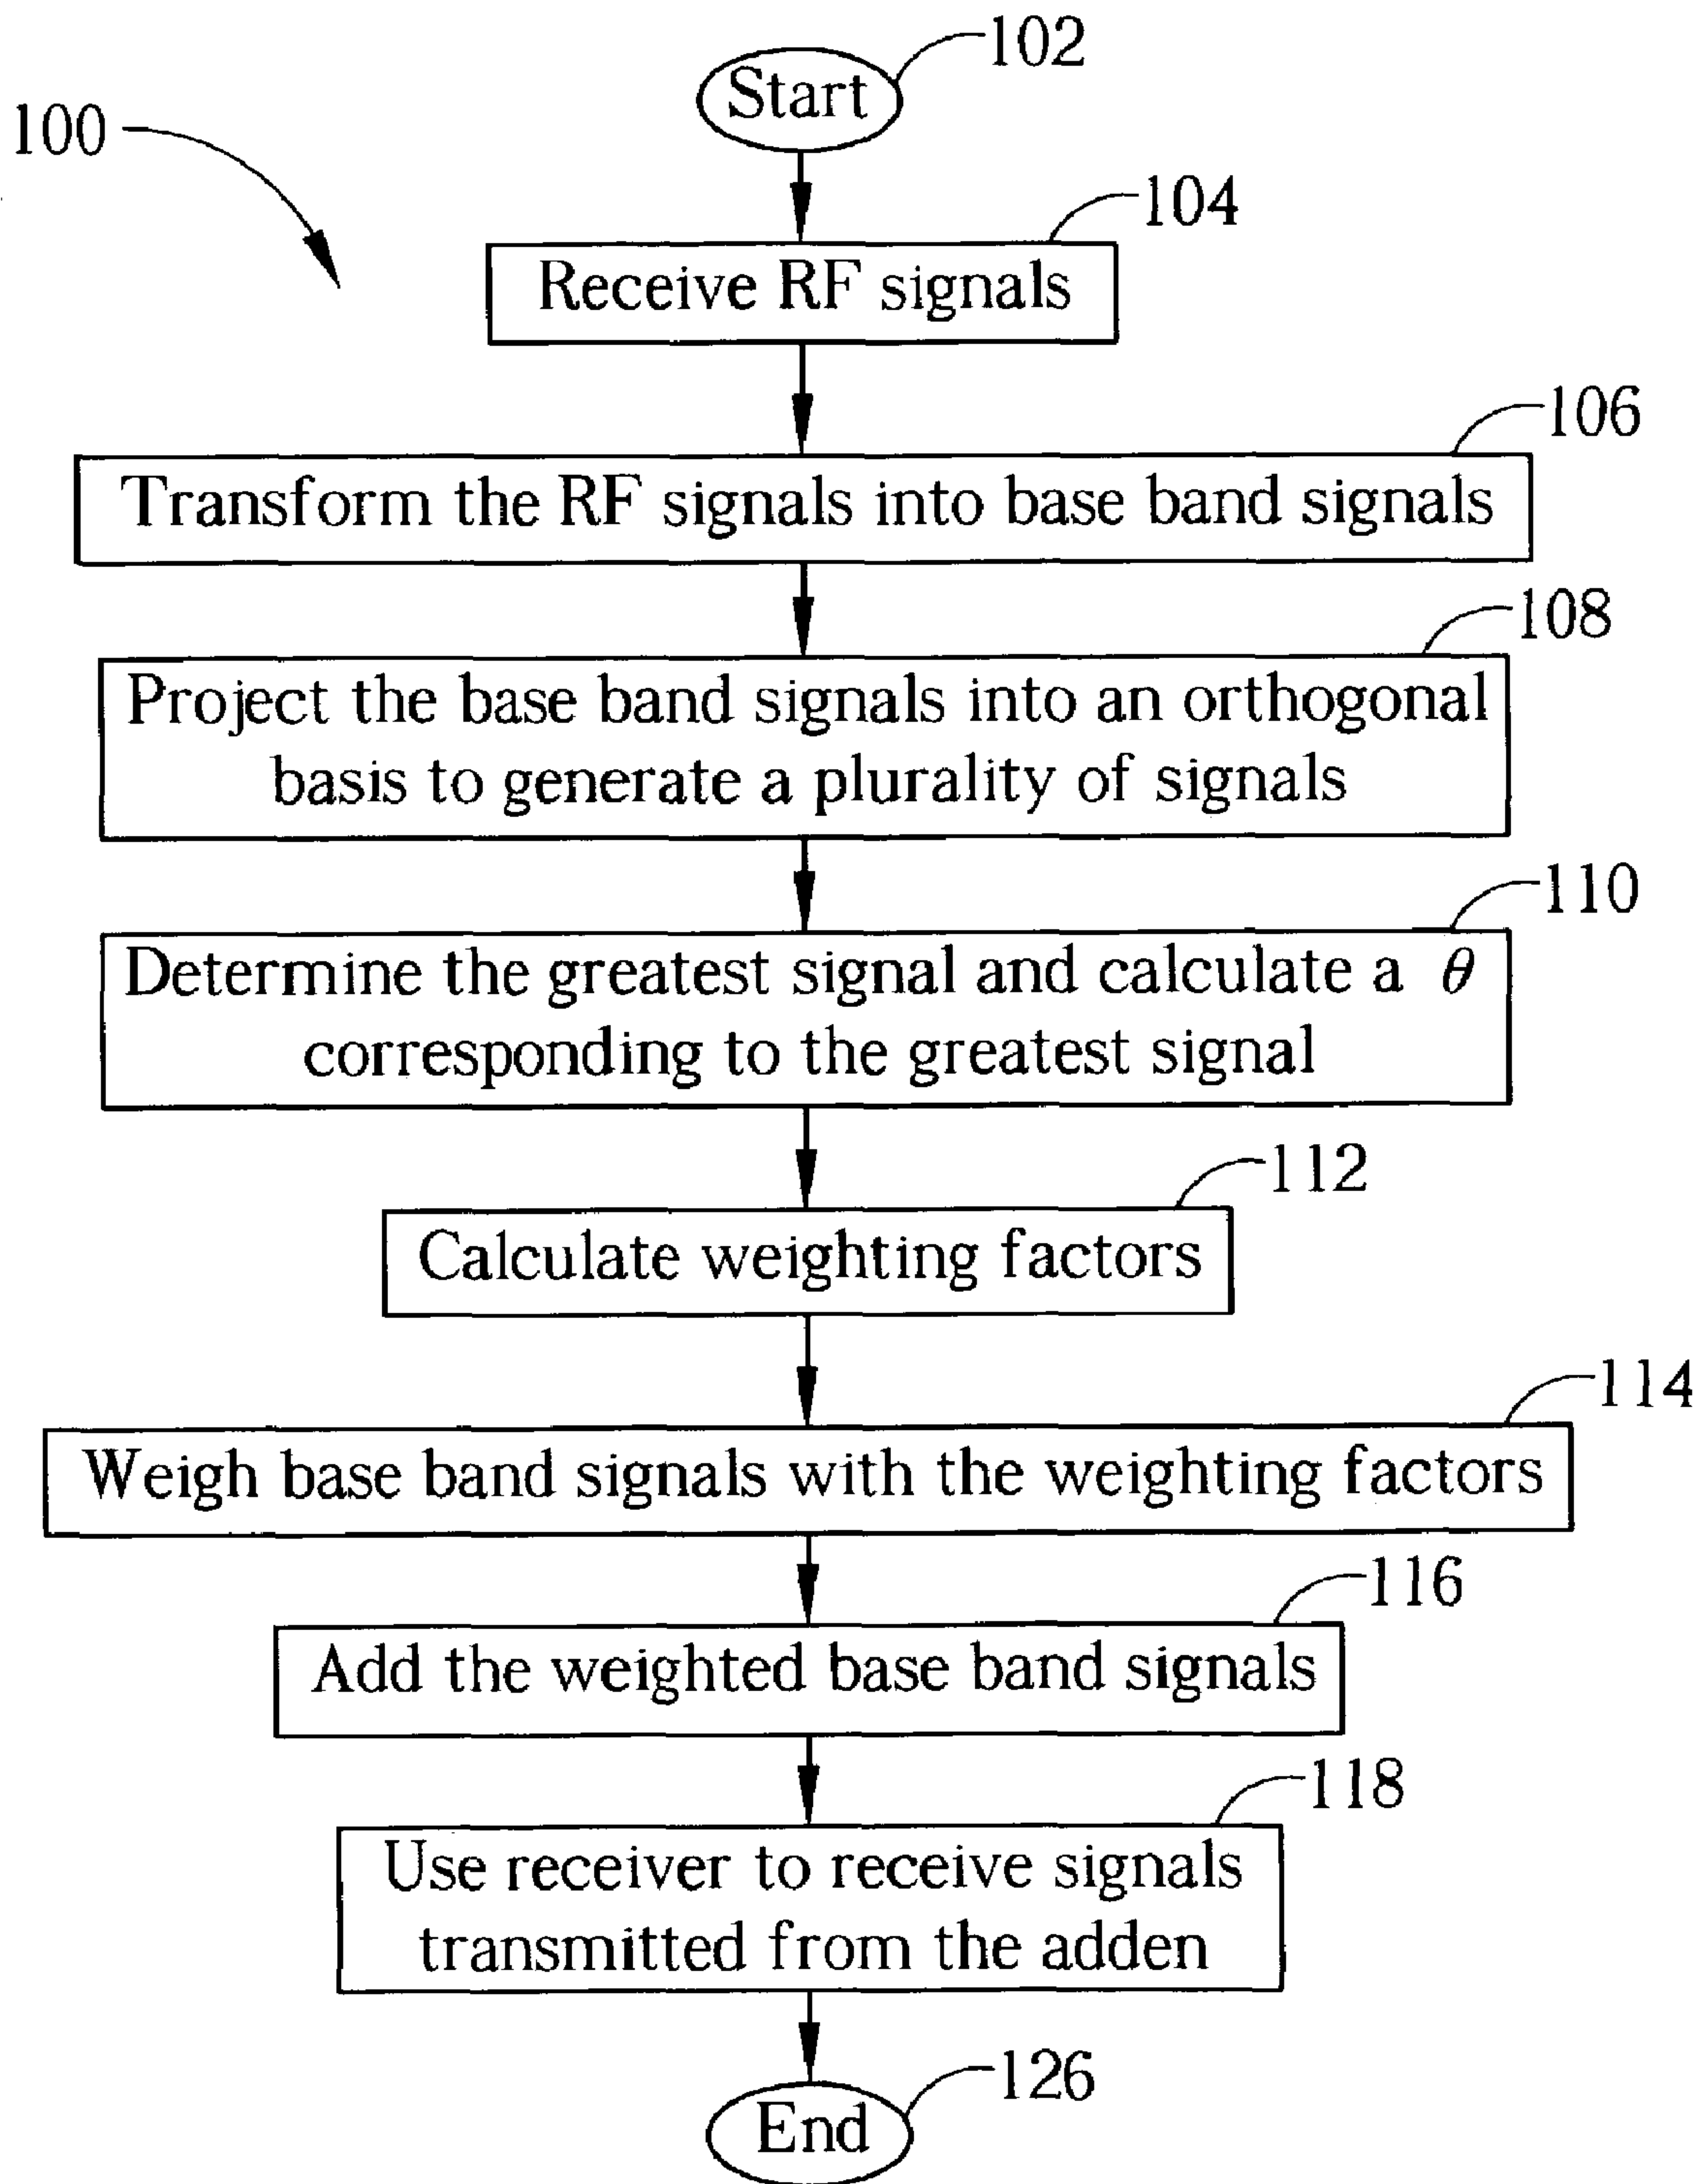 102
Start
100
104
Receive RF signals
106
Transform the RF signals into base band signals
108
Project the base band signals into an orthogonal
basis to generate a plurality of signals
110
Determine the greatest signal and calculate a θ
corresponding to the greatest signal
112
Calculate weighting factors
114
Weigh base band signals with the weighting factors
116
Add the weighted base band signals
118
Use receiver to receive signals
transmitted from the adden
126
End